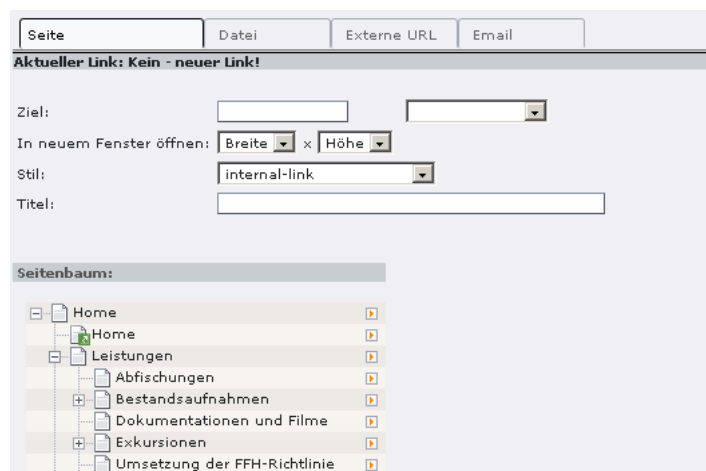 Seite Datei Externe URL Email
Aktueller Link: Kein - neuer Link!
Ziel:
In neuem Fenster öffnen: Breite x Höhe
Stil: internal-link
Titel:
Seitenbaum:
Home
Home
Leistungen
Abfischungen
Bestandsaufnahmen
Dokumentationen und Filme
Exkursionen
Umsetzung der FFH-Richtlinie